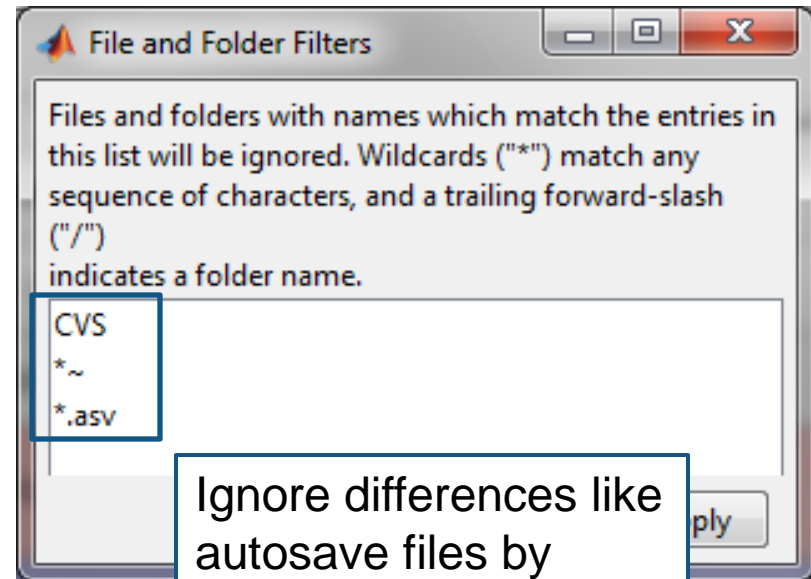 File and Folder Filters
Files and folders with names which match the entries in
this list will be ignored. Wildcards ("*") match any
sequence of characters, and a trailing forward-slash
("/")
indicates a folder name.
CVS
*~
*.asv
Ignore differences like
autosave files by